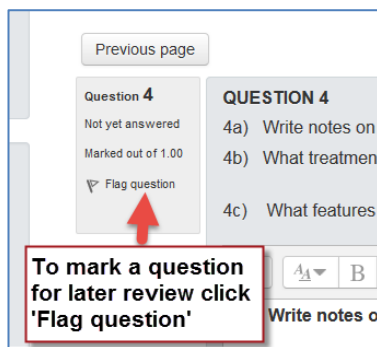 Previous page
Question 4
Not yet answered
Marked out of 1.00
Flag question
QUESTION 4
4a) Write notes on
4b) What treatmen
4c) What features
To mark a question
for later review click
'Flag question'
AA
B
Write notes o